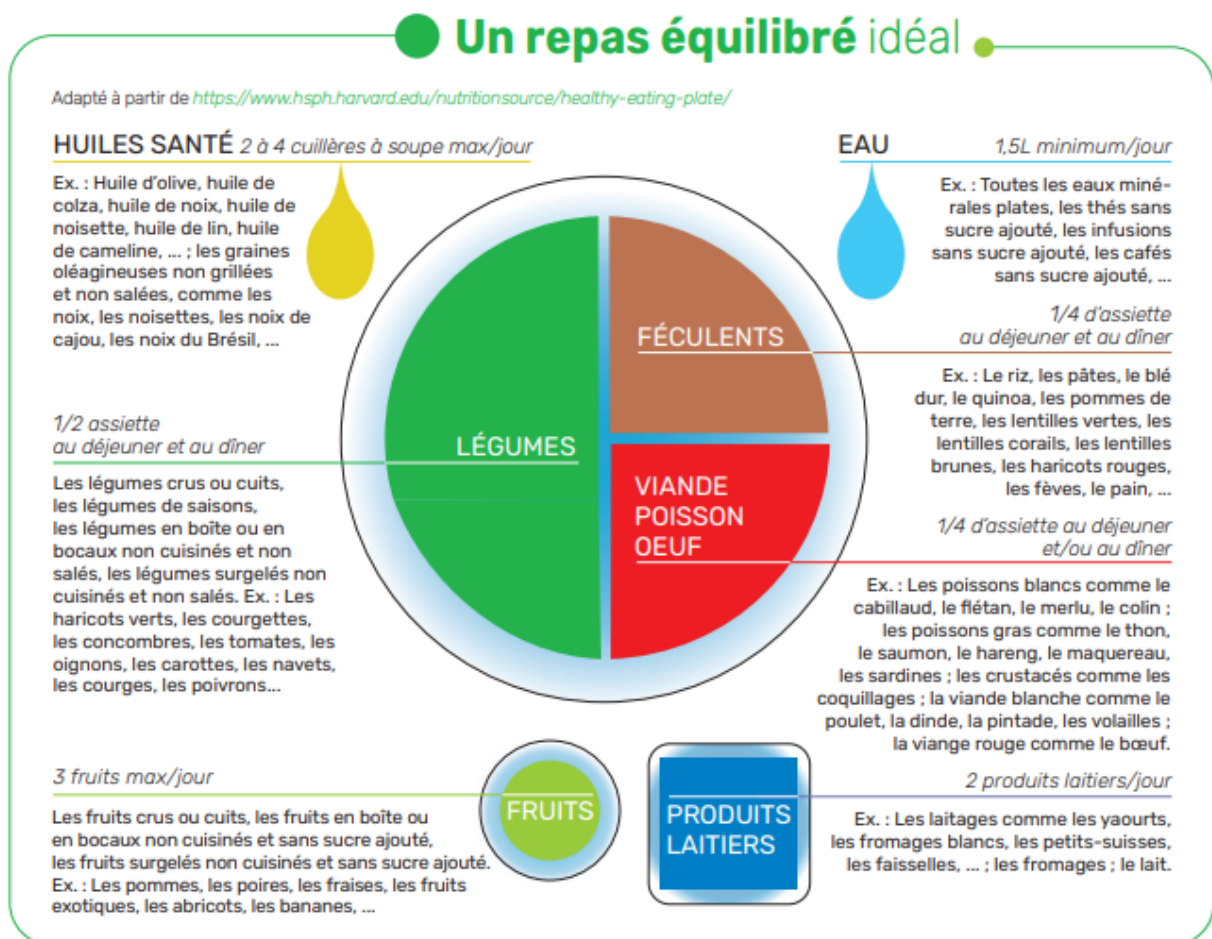 Un repas équilibré idéal
Adapté à partir de https://www.hsph.harvard.edu/nutritionsource/healthy-eating-plate/
HUILES SANTÉ 2 à 4 cuillères à soupe max/jour
Ex. : Huile d'olive, huile de
colza, huile de noix, huile de
noisette, huile de lin, huile
de cameline, ... ; les graines
oléagineuses non grillées
et non salées, comme les
noix, les noisettes, les noix de
cajou, les noix du Brésil, ...
EAU 1,5L minimum/jour
Ex. : Toutes les eaux miné-
rales plates, les thés sans
sucre ajouté, les infusions
sans sucre ajouté, les cafés
sans sucre ajouté, ...
1/4 d'assiette
au déjeuner et au dîner
FÉCULENTS
Ex. : Le riz, les pâtes, le blé
dur, le quinoa, les pommes de
terre, les lentilles vertes, les
lentilles corails, les lentilles
brunes, les haricots rouges,
les fèves, le pain, ...
1/2 assiette
au déjeuner et au dîner
LÉGUMES
Les légumes crus ou cuits,
les légumes de saisons,
les légumes en boîte ou en
bocaux non cuisinés et non
salés, les légumes surgelés non
cuisinés et non salés. Ex. : Les
haricots verts, les courgettes,
les concombres, les tomates, les
oignons, les carottes, les navets,
les courges, les poivrons...
VIANDE
POISSON
OEUF
1/4 d'assiette au déjeuner
et/ou au dîner
Ex. : Les poissons blancs comme le
cabillaud, le flétan, le merlu, le colin ;
les poissons gras comme le thon,
le saumon, le hareng, le maquereau,
les sardines ; les crustacés comme les
coquillages ; la viande blanche comme le
poulet, la dinde, la pintade, les volailles ;
la viange rouge comme le bœuf.
3 fruits max/jour
FRUITS
Les fruits crus ou cuits, les fruits en boîte ou
en bocaux non cuisinés et sans sucre ajouté,
les fruits surgelés non cuisinés et sans sucre ajouté.
Ex. : Les pommes, les poires, les fraises, les fruits
exotiques, les abricots, les bananes, ...
PRODUITS
LAITIERS
2 produits laitiers/jour
Ex. : Les laitages comme les yaourts,
les fromages blancs, les petits-suisses,
les faisselles, ... ; les fromages ; le lait.